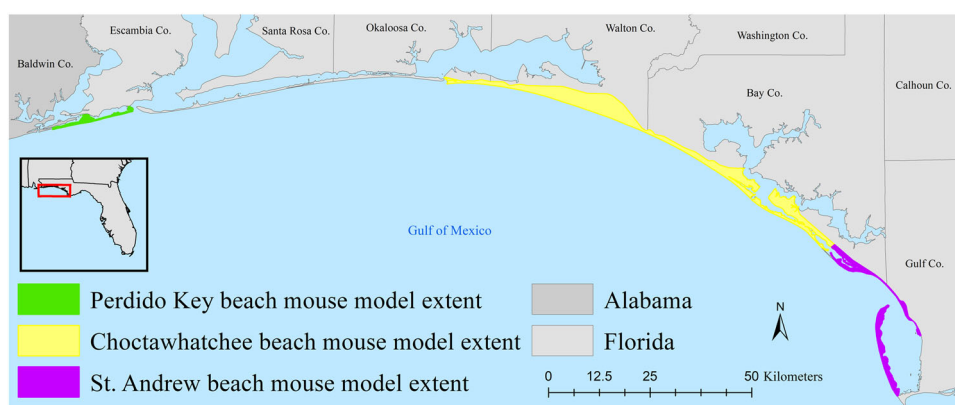 Escambia Co.
Santa Rosa Co.
Okaloosa Co.
Walton Co.
Washington Co.
Baldwin Co.
Calhoun Co.
Bay Co.
Gulf of Mexico
Gulf Co.
Perdido Key beach mouse model extent
Choctawhatchee beach mouse model extent
St. Andrew beach mouse model extent
Alabama
Florida
N
0 12.5 25 50 Kilometers